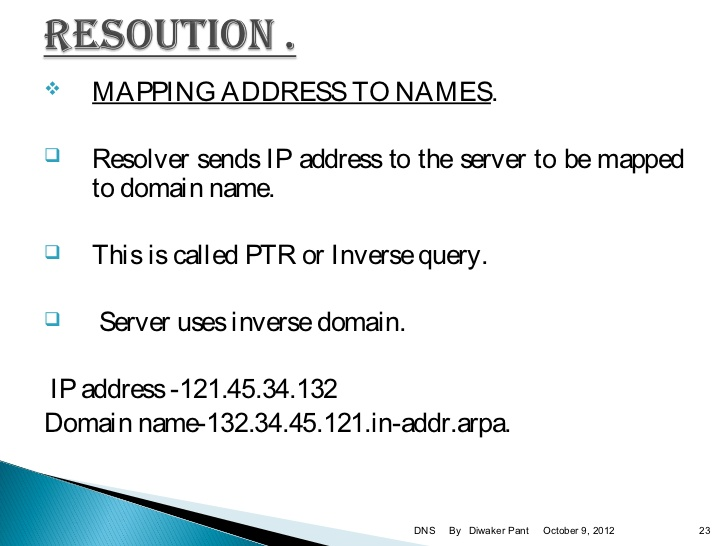 RESOUTION .
MAPPING ADDRESS TO NAMES.
Resolver sends IP address to the server to be mapped
to domain name.
This is called PTR or Inverse query.
Server uses inverse domain.
IP address -121.45.34.132
Domain name-132.34.45.121.in-addr.arpa.
DNS By Diwaker Pant October 9, 2012 23